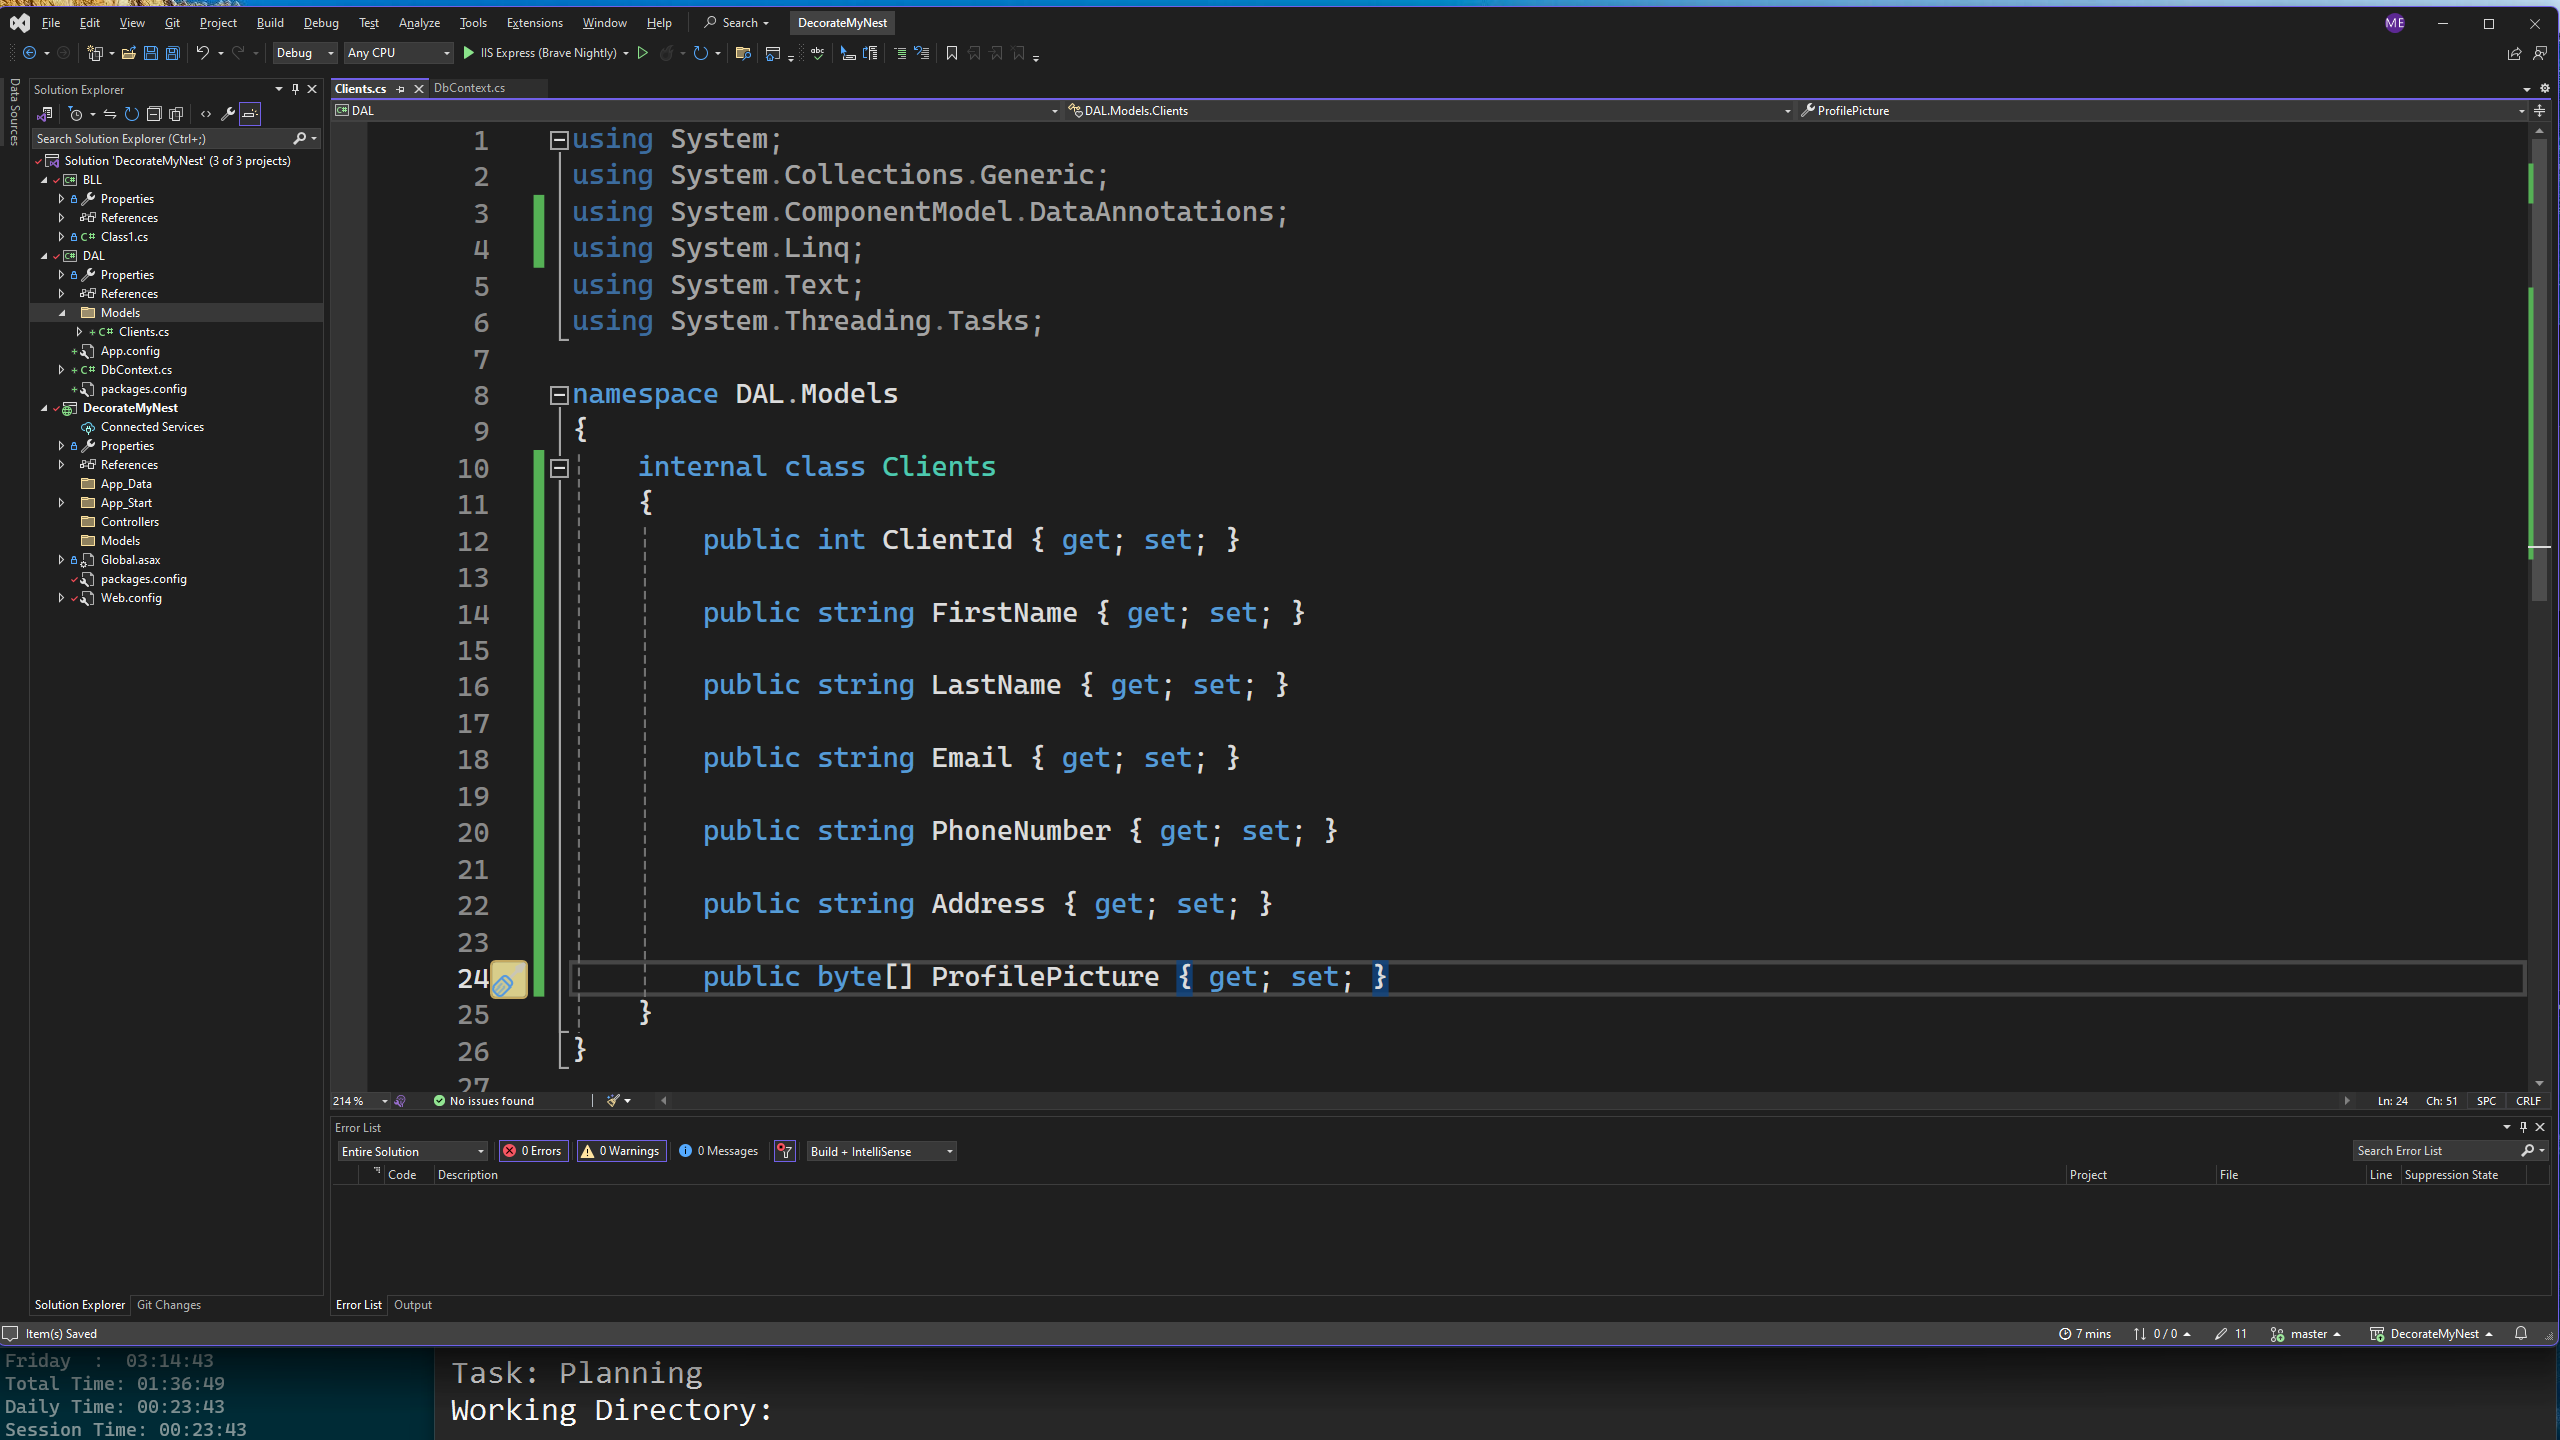 File Edit View Git Project Build Debug Test Analyze Tools Extensions Window Help Search DecorateMyNest ME
Debug Any CPU IIS Express (Brave Nightly)
Data Sources
Solution Explorer
Search Solution Explorer (Ctrl+;)
Solution 'DecorateMyNest' (3 of 3 projects)
BLL
Properties
References
C# Class1.cs
DAL
Properties
References
Models
C# Clients.cs
App.config
C# DbContext.cs
packages.config
DecorateMyNest
Connected Services
Properties
References
App_Data
App_Start
Controllers
Models
Global.asax
packages.config
Web.config
Solution Explorer Git Changes
Clients.cs DbContext.cs
DAL DAL.Models.Clients ProfilePicture
1 using System;
2 using System.Collections.Generic;
3 using System.ComponentModel.DataAnnotations;
4 using System.Linq;
5 using System.Text;
6 using System.Threading.Tasks;
7
8 namespace DAL.Models
9 {
10 internal class Clients
11 {
12 public int ClientId { get; set; }
13
14 public string FirstName { get; set; }
15
16 public string LastName { get; set; }
17
18 public string Email { get; set; }
19
20 public string PhoneNumber { get; set; }
21
22 public string Address { get; set; }
23
24 public byte[] ProfilePicture { get; set; }
25 }
26 }
27
214 % No issues found Ln: 24 Ch: 51 SPC CRLF
Error List
Entire Solution 0 Errors 0 Warnings 0 Messages Build + IntelliSense Search Error List
Code Description Project File Line Suppression State
Error List Output
Item(s) Saved 7 mins 0 / 0 11 master DecorateMyNest
Friday : 03:14:43
Total Time: 01:36:49
Daily Time: 00:23:43
Session Time: 00:23:43
Task: Planning
Working Directory: